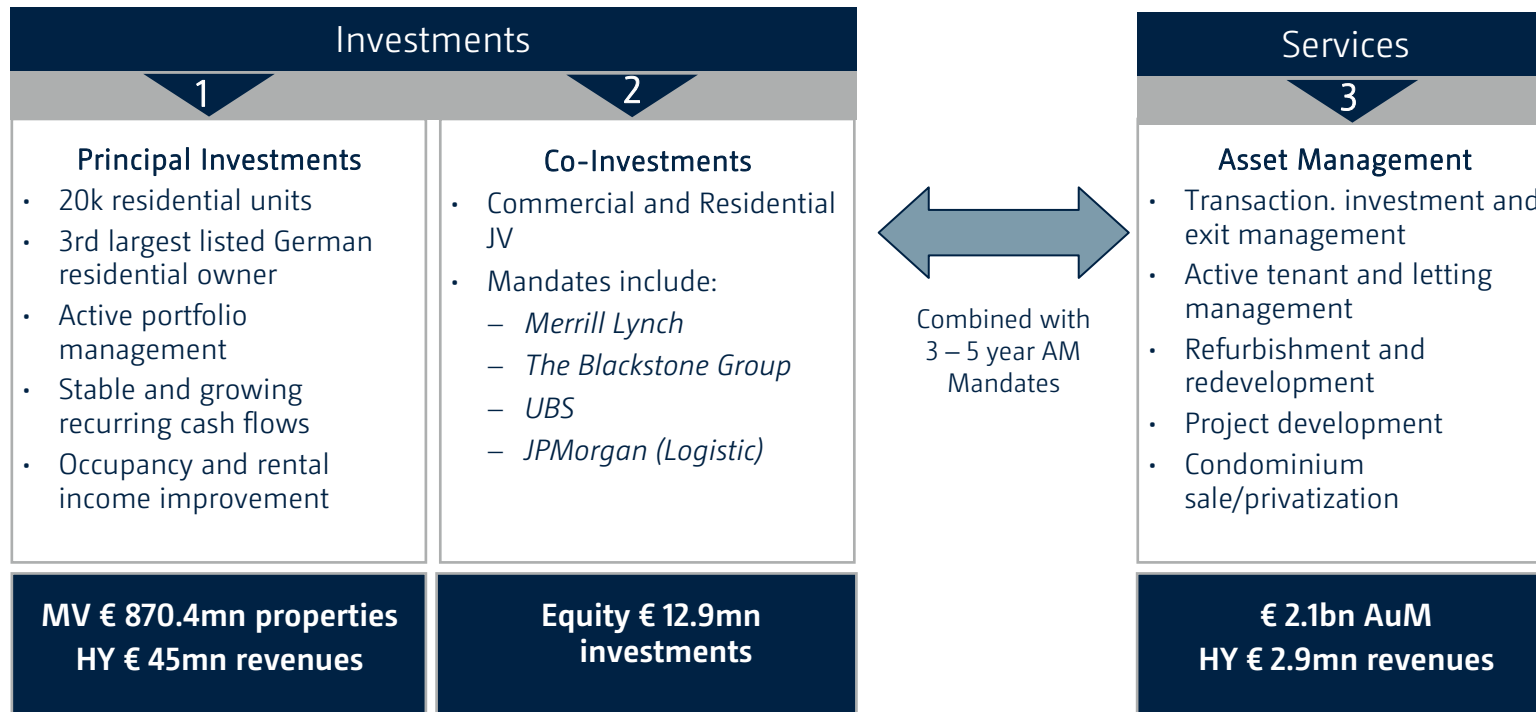 Investments
1
2
Principal Investments
• 20k residential units
• 3rd largest listed German
residential owner
• Active portfolio
management
• Stable and growing
recurring cash flows
• Occupancy and rental
income improvement
MV € 870.4mn properties
HY € 45mn revenues
Co-Investments
• Commercial and Residential
JV
• Mandates include:
– Merrill Lynch
– The Blackstone Group
– UBS
– JPMorgan (Logistic)
Equity € 12.9mn
investments
Combined with
3 – 5 year AM
Mandates
Services
3
Asset Management
• Transaction. investment and
exit management
• Active tenant and letting
management
• Refurbishment and
redevelopment
• Project development
• Condominium
sale/privatization
€ 2.1bn AuM
HY € 2.9mn revenues